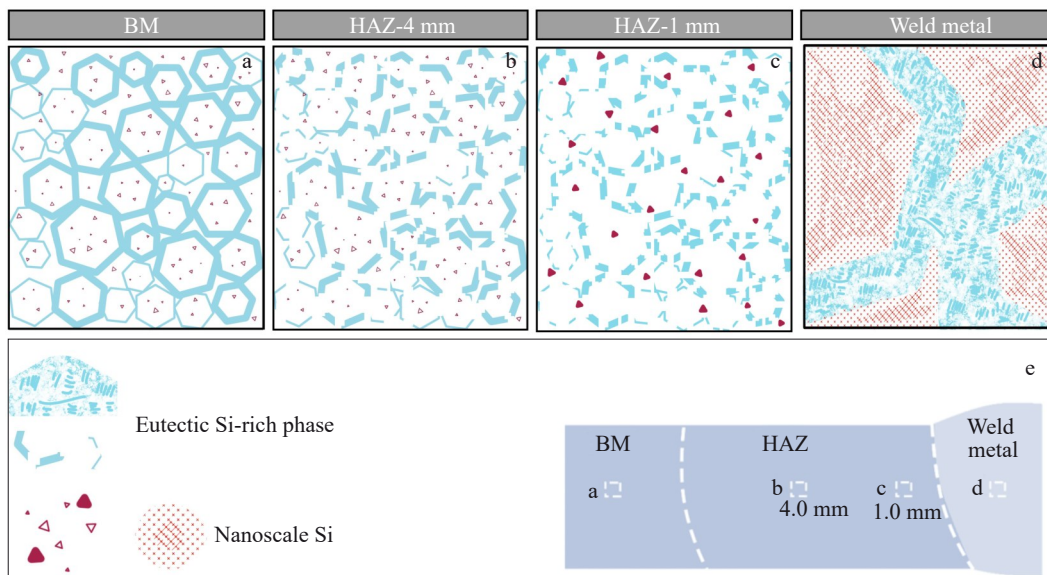 BM
HAZ-4 mm
HAZ-1 mm
Weld metal
a
b
c
d
e
Eutectic Si-rich phase
Nanoscale Si
BM
HAZ
Weld
metal
a
b
c
d
4.0 mm
1.0 mm